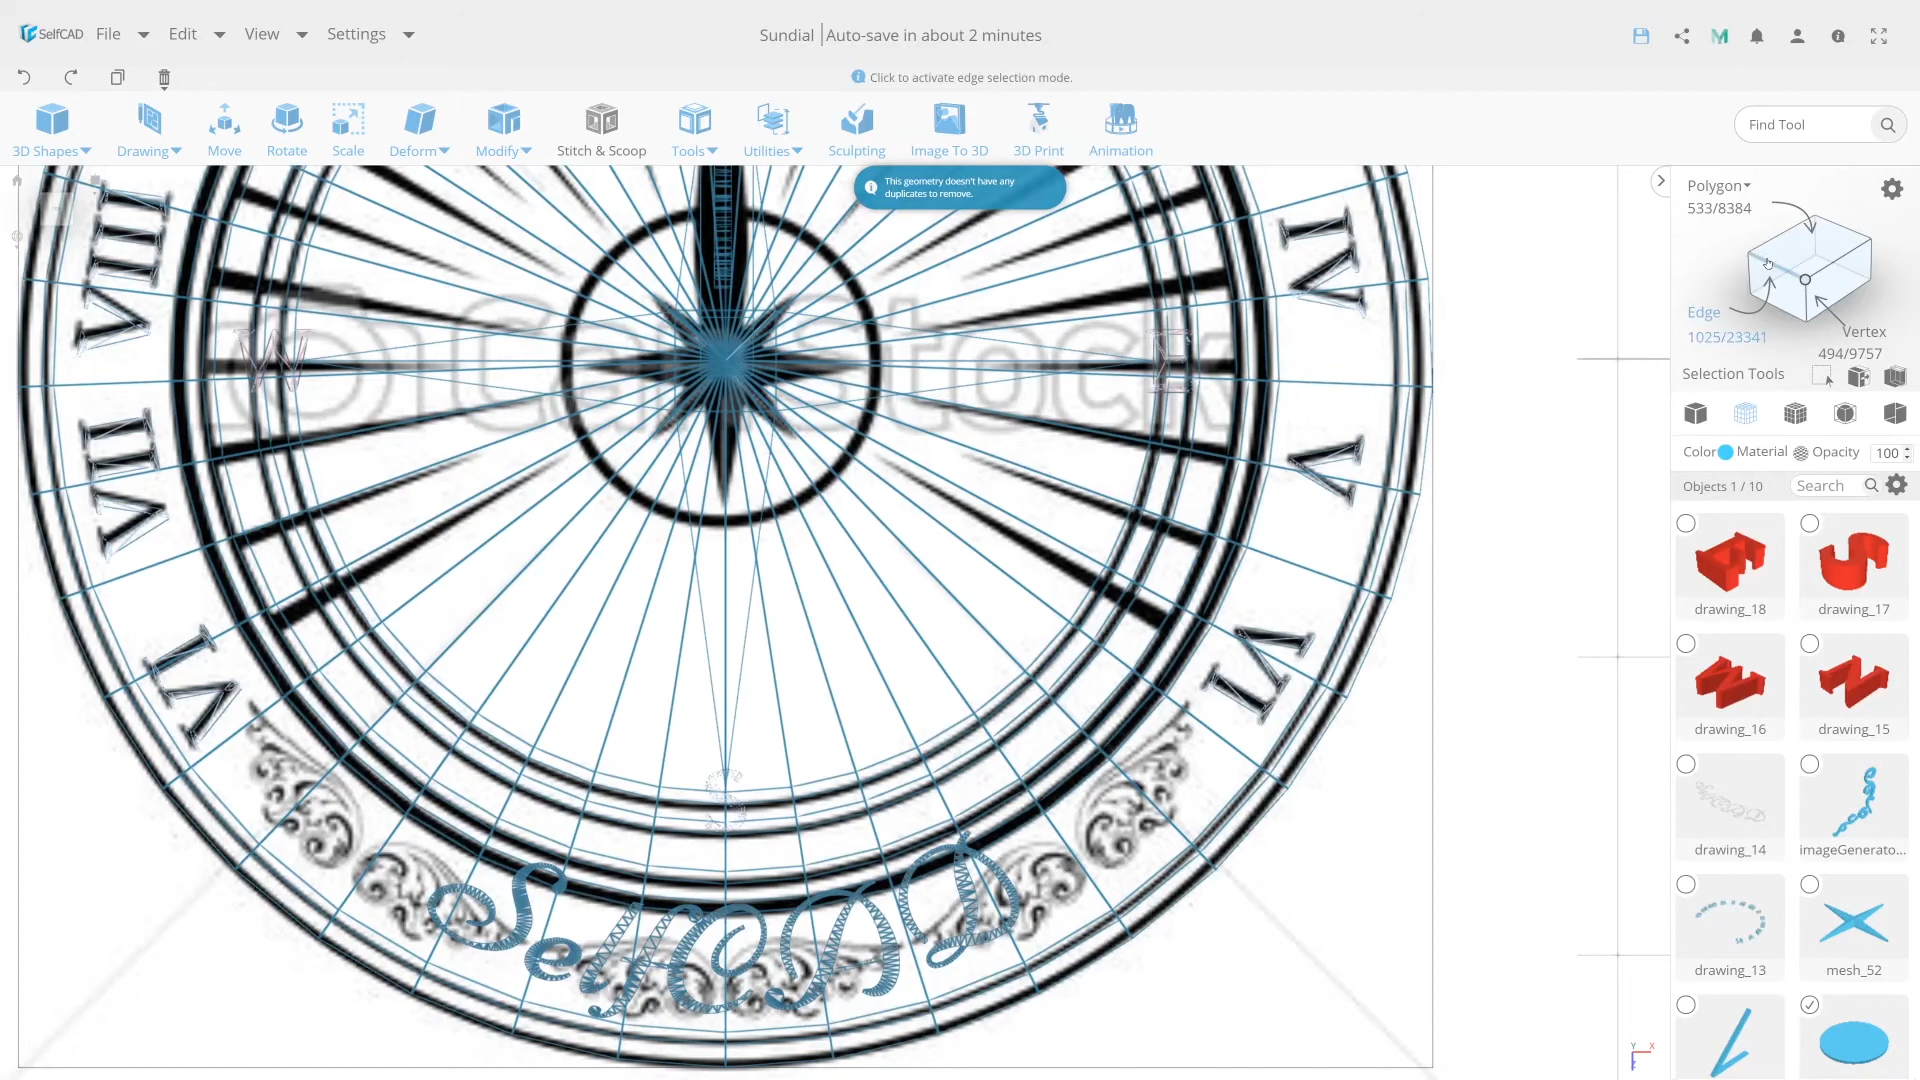 SelfCAD File Edit View Settings
Sundial Auto-save in about 2 minutes
Click to activate edge selection mode.
3D Shapes Drawing Move Rotate Scale Deform Modify Stitch & Scoop Tools Utilities Sculpting Image To 3D 3D Print Animation
Find Tool
This geometry doesn't have any
duplicates to remove.
Polygon
533/8384
Edge
1025/23341
Vertex
494/9757
Selection Tools
Color Material Opacity 100
Objects 1 / 10 Search
drawing_18 drawing_17
drawing_16 drawing_15
drawing_14 imageGenerato...
drawing_13 mesh_52
VIII IV
W CanStock E
VII V
VI VI
S
SelfCAD
Y X
Z